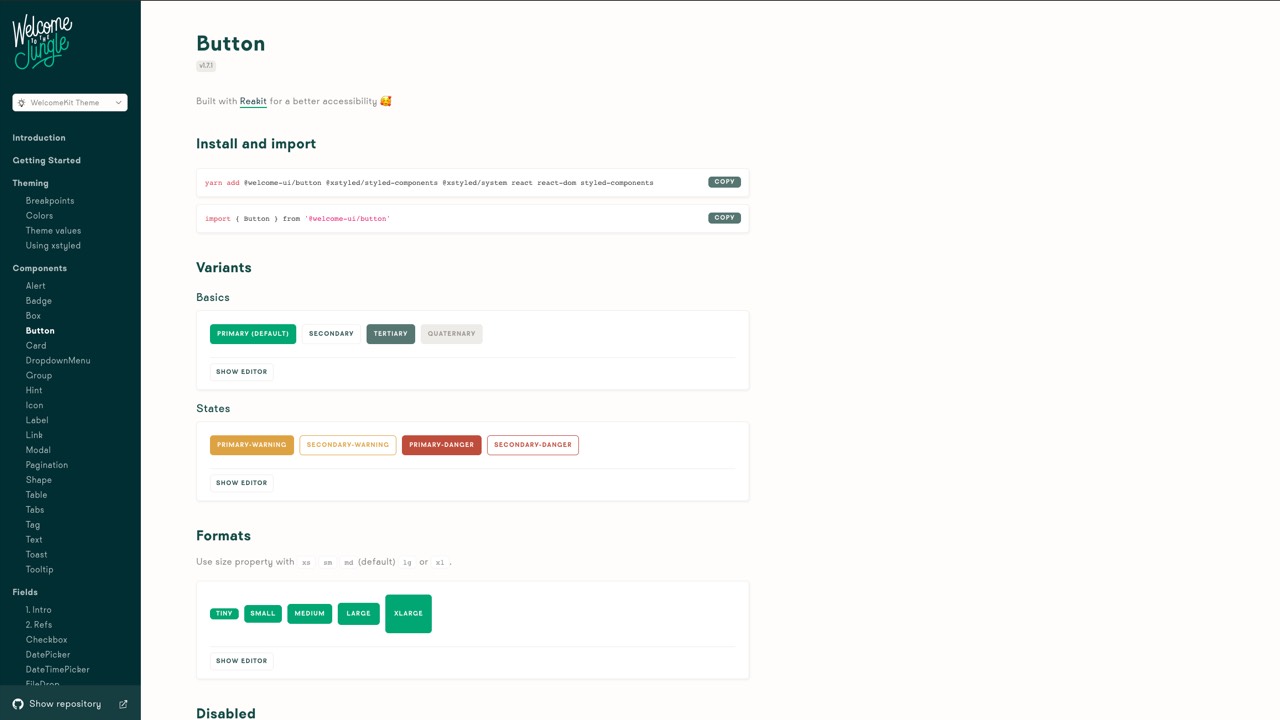 Welcome
to the
Jungle
WelcomeKit Theme
Introduction
Getting Started
Theming
Breakpoints
Colors
Theme values
Using xstyled
Components
Alert
Badge
Box
Button
Card
DropdownMenu
Group
Hint
Icon
Label
Link
Modal
Pagination
Shape
Table
Tabs
Tag
Text
Toast
Tooltip
Fields
1. Intro
2. Refs
Checkbox
DatePicker
DateTimePicker
FileDrop
Show repository
Button
v1.7.1
Built with Reakit for a better accessibility 🥰
Install and import
yarn add @welcome-ui/button @xstyled/styled-components @xstyled/system react react-dom styled-components
COPY
import { Button } from '@welcome-ui/button'
COPY
Variants
Basics
PRIMARY (DEFAULT) SECONDARY TERTIARY QUATERNARY
SHOW EDITOR
States
PRIMARY-WARNING SECONDARY-WARNING PRIMARY-DANGER SECONDARY-DANGER
SHOW EDITOR
Formats
Use size property with xs sm md (default) lg or xl .
TINY SMALL MEDIUM LARGE XLARGE
SHOW EDITOR
Disabled